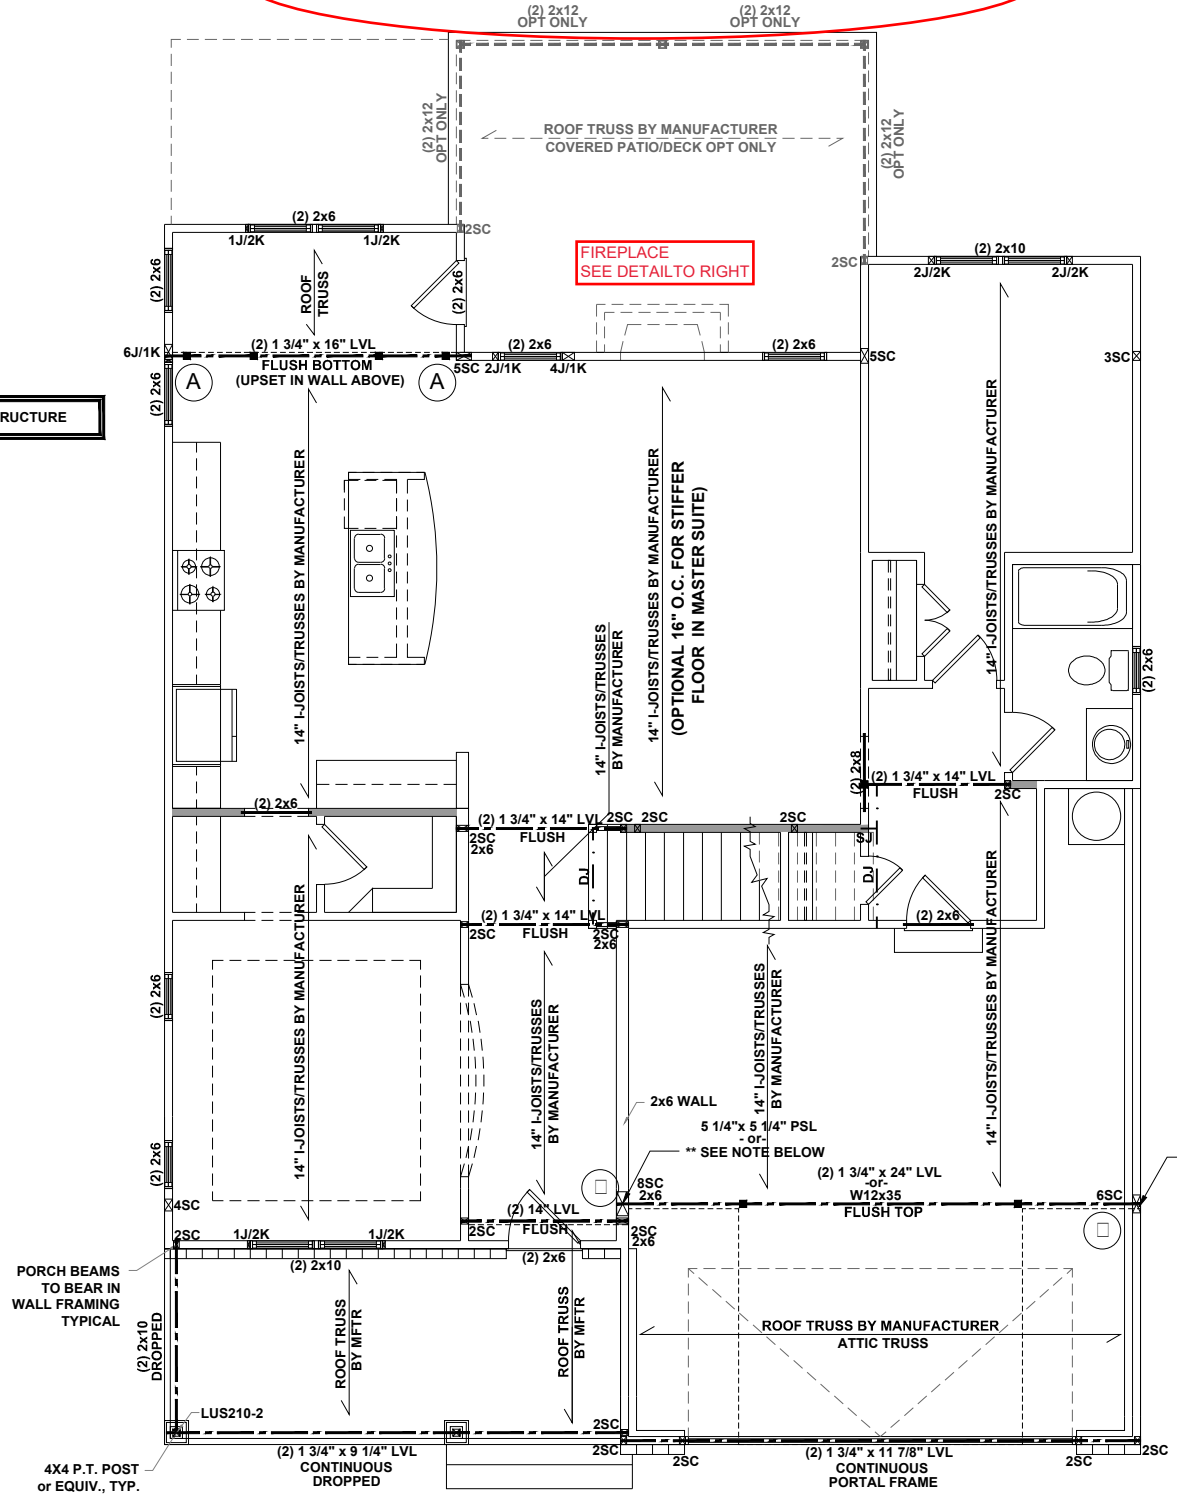 (2) 2x12
OPT ONLY
(2) 2x12
OPT ONLY
(2) 2x12
OPT ONLY
ROOF TRUSS BY MANUFACTURER
COVERED PATIO/DECK OPT ONLY
(2) 2x12
OPT ONLY
(2) 2x6
1J/2K
1J/2K
2SC
FIREPLACE
SEE DETAILTO RIGHT
2SC
(2) 2x10
2J/2K
2J/2K
(2) 2x6
ROOF
TRUSS
(2) 2x6
6J/1K
(2) 1 3/4" x 16" LVL
FLUSH BOTTOM
(UPSET IN WALL ABOVE)
A
A
5SC
2J/1K
(2) 2x6
4J/1K
(2) 2x6
5SC
3SC
(2) 2x6
RUCTURE
14" I-JOISTS/TRUSSES BY MANUFACTURER
14" I-JOISTS/TRUSSES BY MANUFACTURER
(OPTIONAL 16" O.C. FOR STIFFER
FLOOR IN MASTER SUITE)
14" I-JOISTS/TRUSSES BY MANUFACTURER
14" I-JOISTS/TRUSSES
BY MANUFACTURER
(2) 2x6
(2) 2x8
(2) 1 3/4" x 14" LVL
FLUSH
2SC
(2) 2x6
(2) 1 3/4" x 14" LVL
FLUSH
2SC
2x6
2SC
2SC
2SC
SJ
DJ
DJ
(2) 1 3/4" x 14" LVL
FLUSH
2SC
2SC
2x6
(2) 2x6
14" I-JOISTS/TRUSSES BY MANUFACTURER
14" I-JOISTS/TRUSSES
BY MANUFACTURER
14" I-JOISTS/TRUSSES
BY MANUFACTURER
14" I-JOISTS/TRUSSES BY MANUFACTURER
(2) 2x6
(2) 2x6
2x6 WALL
5 1/4"x 5 1/4" PSL
- or-
** SEE NOTE BELOW
8SC
2x6
(2) 1 3/4" x 24" LVL
-or-
W12x35
FLUSH TOP
6SC
4SC
2SC
1J/2K
1J/2K
(2) 2x10
(2) 14" LVL
FLUSH
2SC
2SC
2x6
(2) 2x6
PORCH BEAMS
TO BEAR IN
WALL FRAMING
TYPICAL
(2) 2x10
DROPPED
ROOF TRUSS
BY MFTR
ROOF TRUSS
BY MFTR
ROOF TRUSS BY MANUFACTURER
ATTIC TRUSS
LUS210-2
2SC
(2) 1 3/4" x 9 1/4" LVL
CONTINUOUS
DROPPED
2SC
2SC
(2) 1 3/4" x 11 7/8" LVL
CONTINUOUS
PORTAL FRAME
2SC
2SC
4X4 P.T. POST
or EQUIV., TYP.